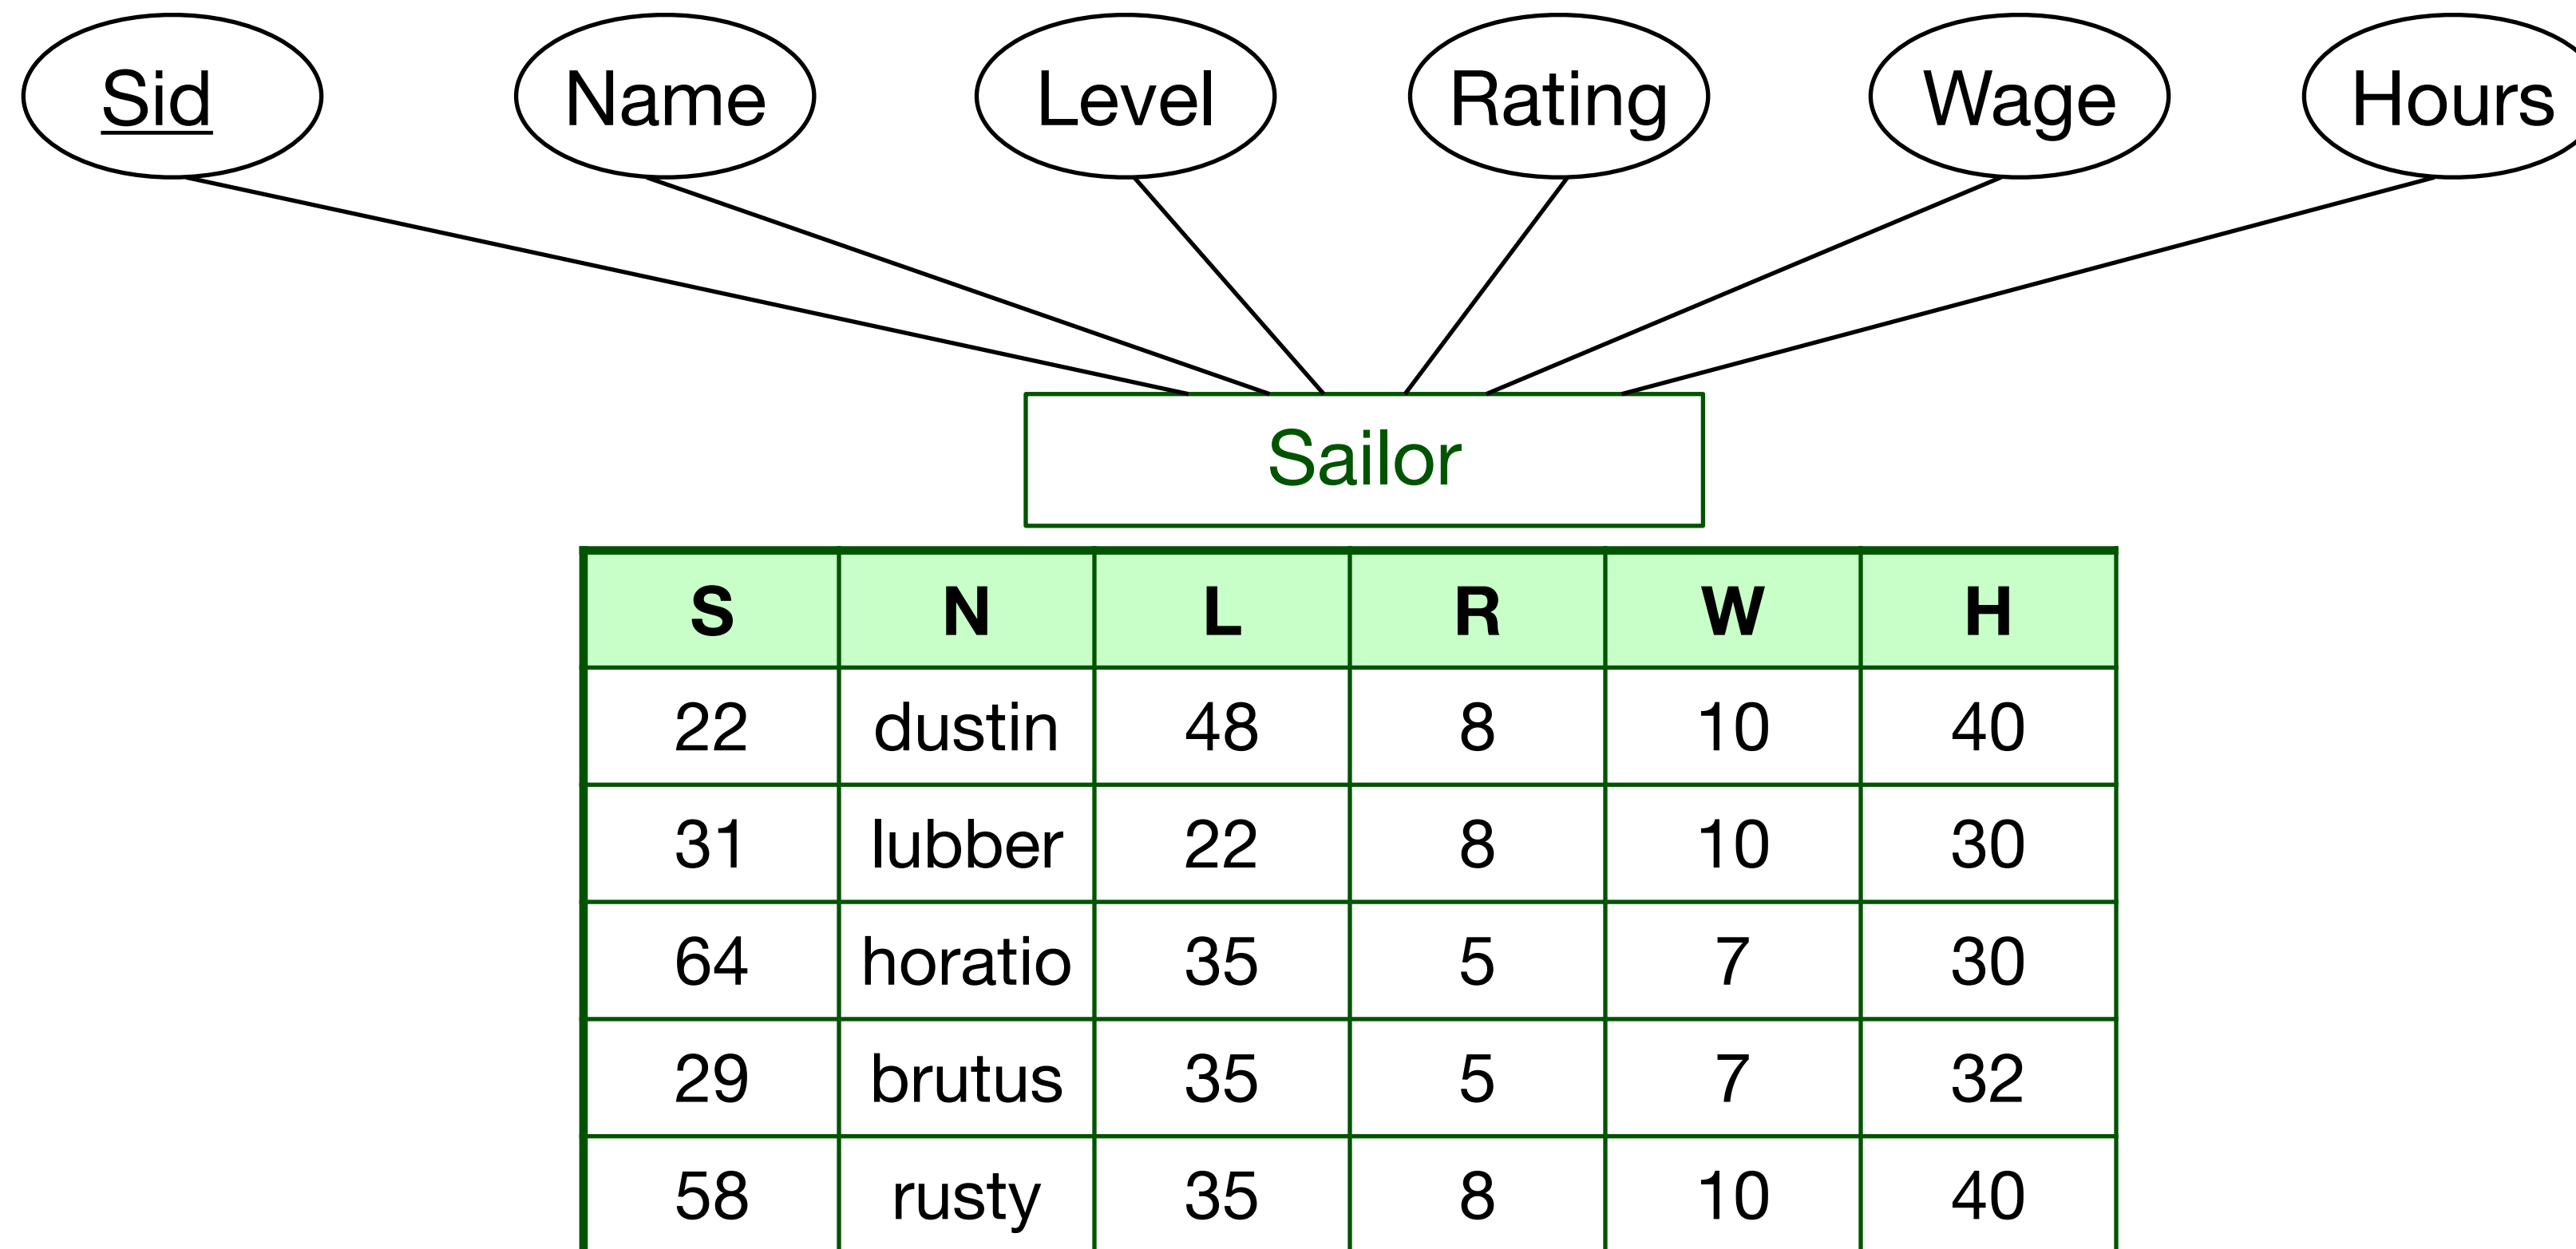 Sid Name Level Rating Wage Hours
Sailor
S N L R W H
22 dustin 48 8 10 40
31 lubber 22 8 10 30
64 horatio 35 5 7 30
29 brutus 35 5 7 32
58 rusty 35 8 10 40